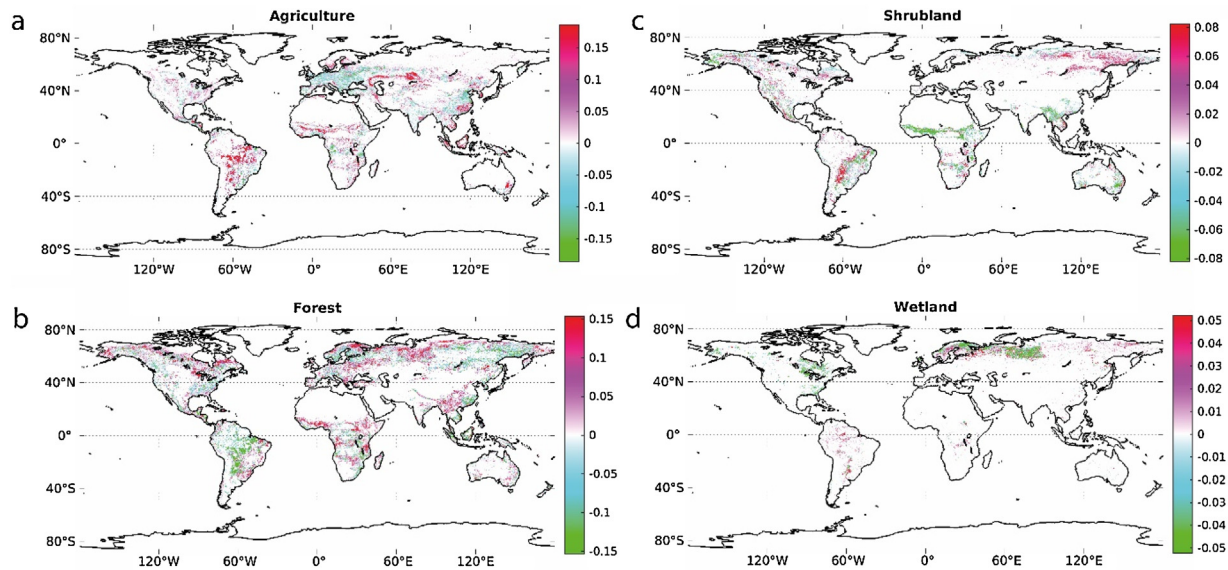 a
Agriculture
80°N
40°N
0°
40°S
80°S
120°W 60°W 0° 60°E 120°E
0.15
0.1
0.05
0
-0.05
-0.1
-0.15
c
Shrubland
80°N
40°N
0°
40°S
80°S
120°W 60°W 0° 60°E 120°E
0.08
0.06
0.04
0.02
0
-0.02
-0.04
-0.06
-0.08
b
Forest
80°N
40°N
0°
40°S
80°S
120°W 60°W 0° 60°E 120°E
0.15
0.1
0.05
0
-0.05
-0.1
-0.15
d
Wetland
80°N
40°N
0°
40°S
80°S
120°W 60°W 0° 60°E 120°E
0.05
0.04
0.03
0.02
0.01
0
-0.01
-0.02
-0.03
-0.04
-0.05